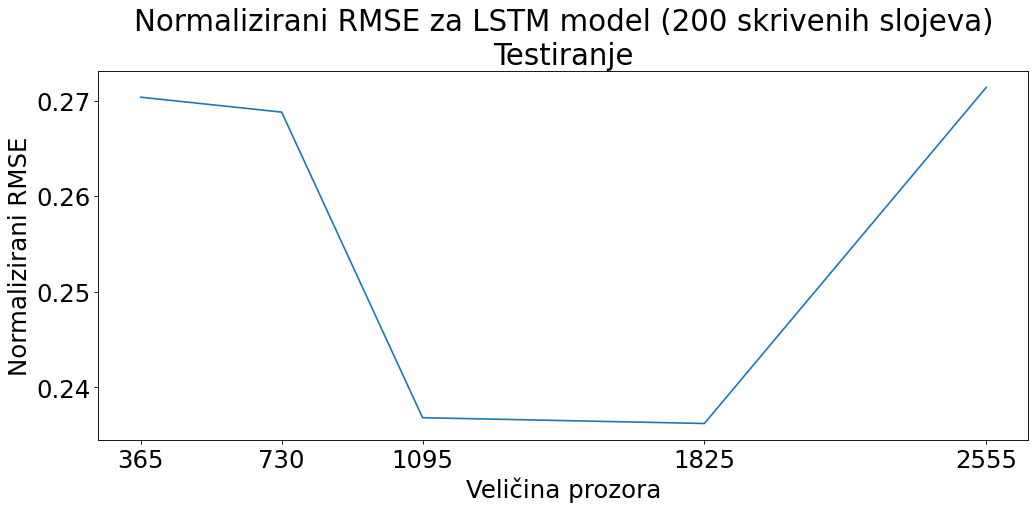 Normalizirani RMSE za LSTM model (200 skrivenih slojeva)
Testiranje
Normalizirani RMSE
0.27
0.26
0.25
0.24
365 730 1095 1825 2555
Veličina prozora